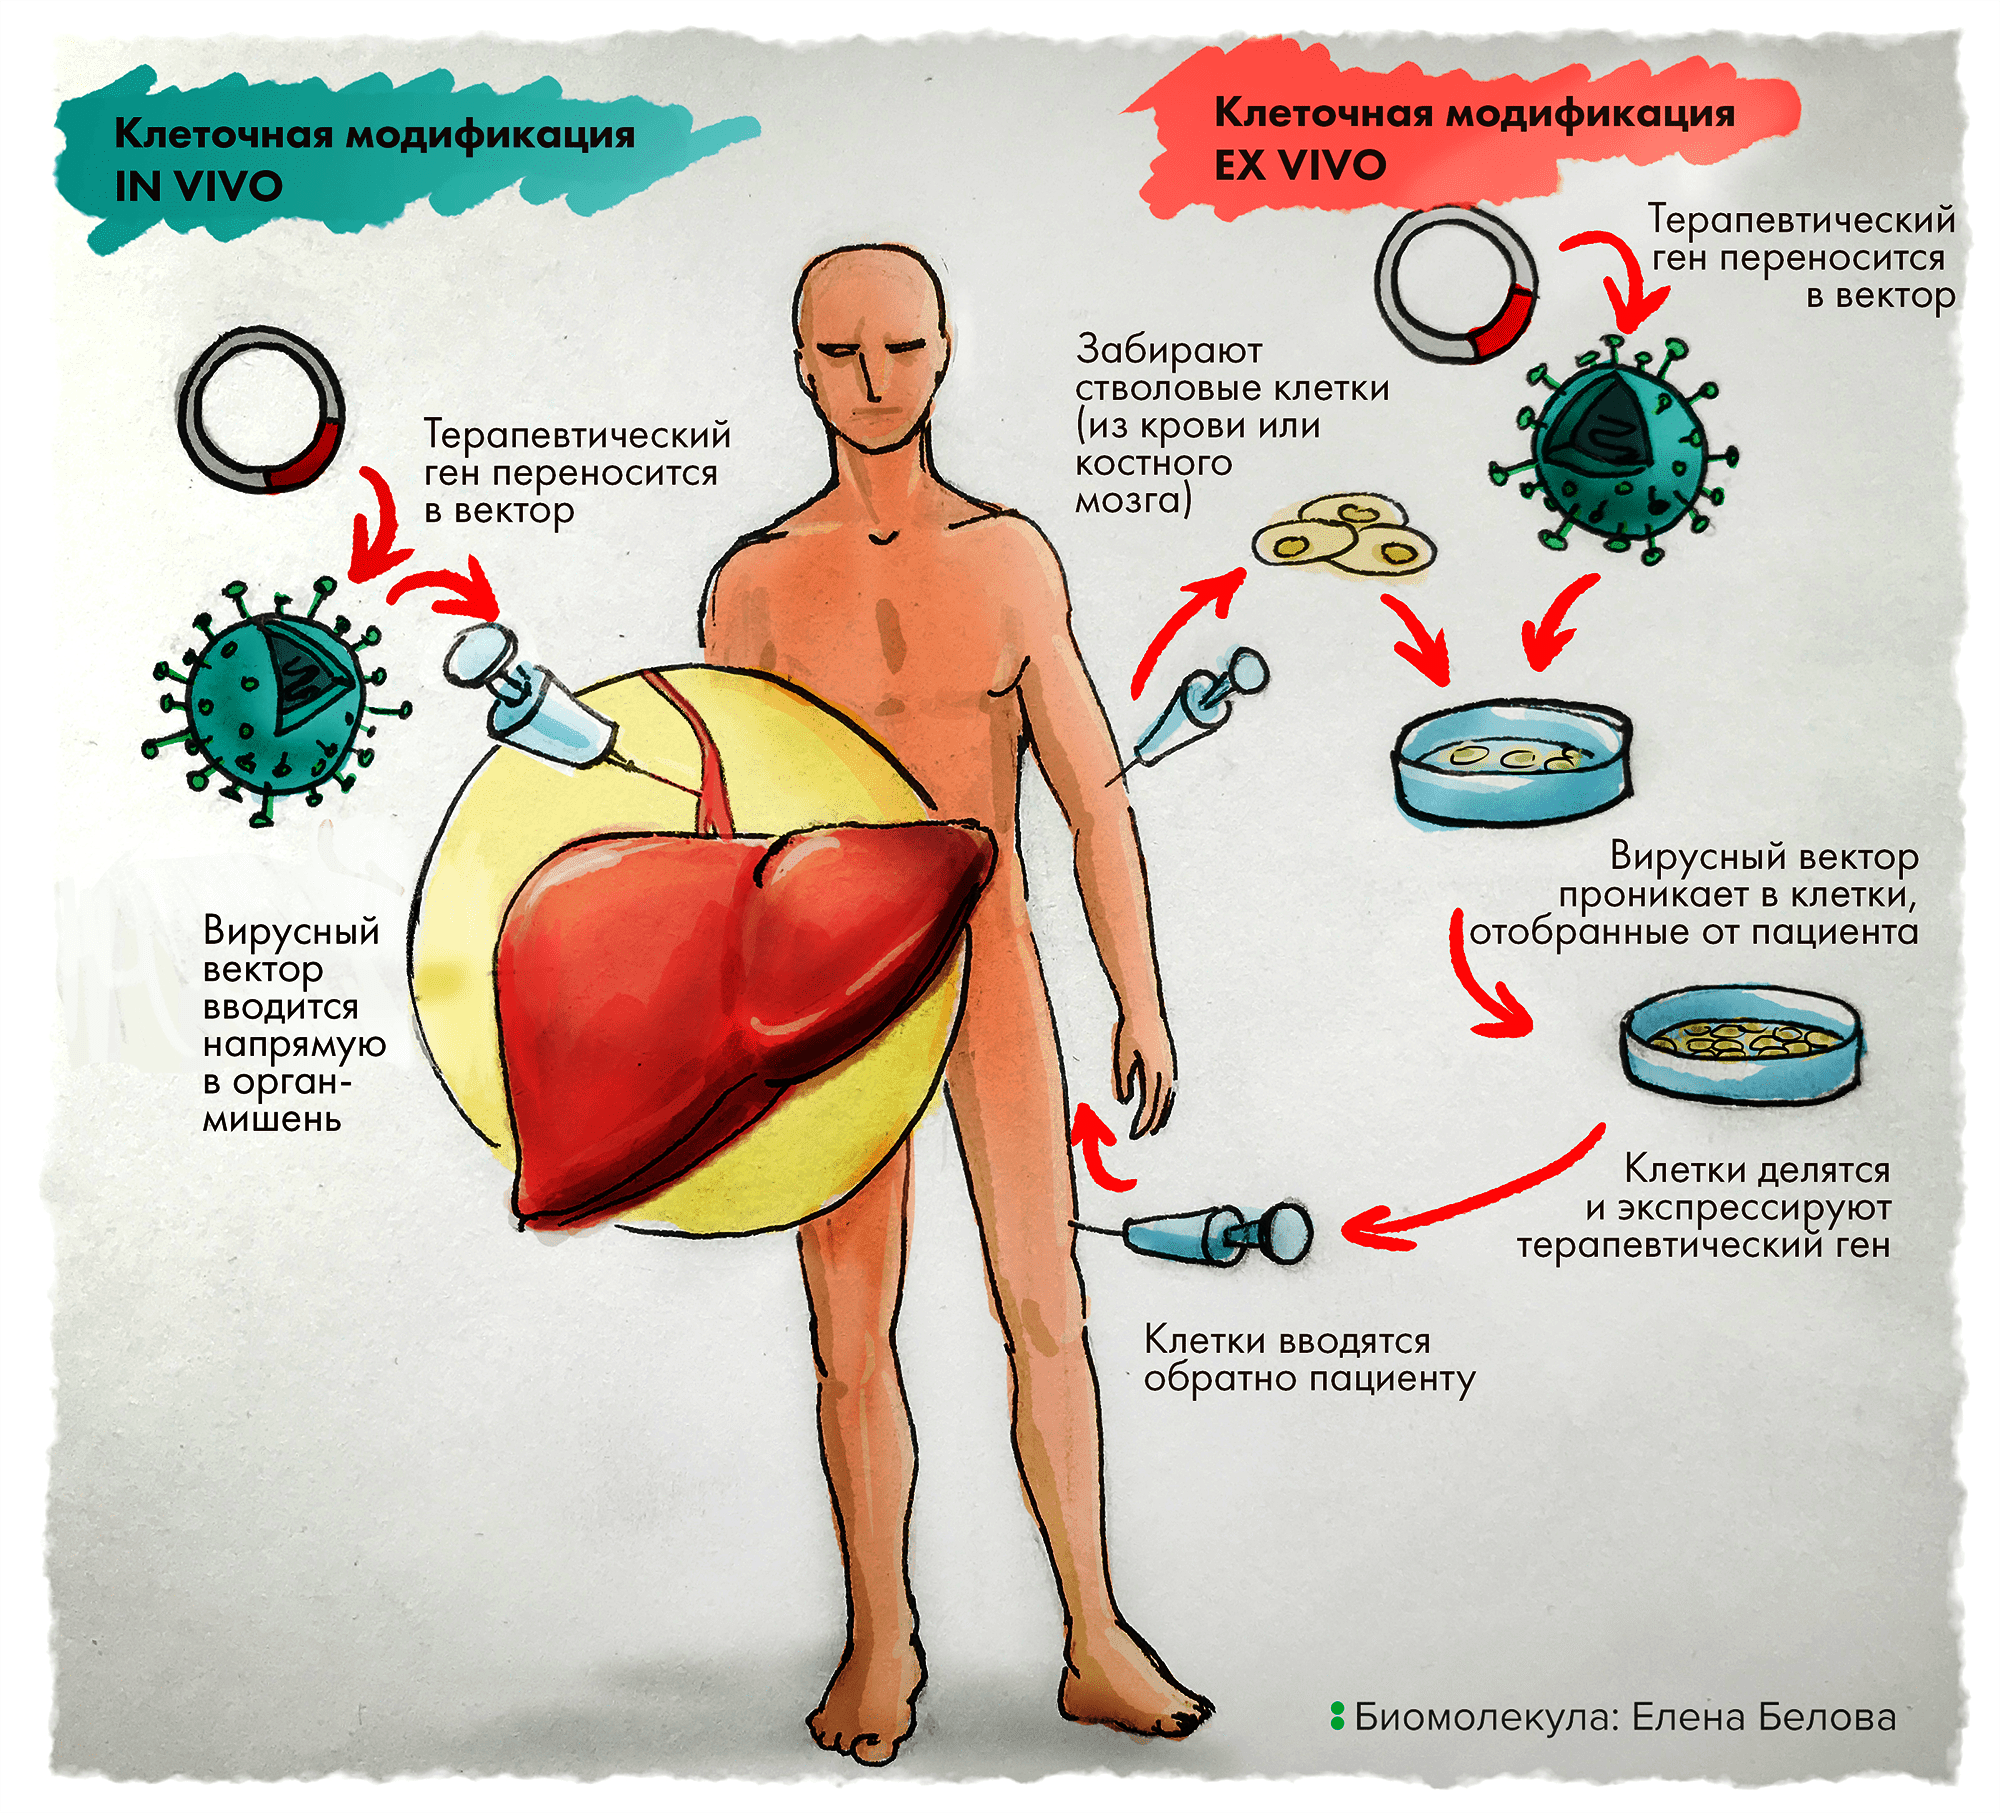 Клеточная модификация
IN VIVO
Терапевтический
ген переносится
в вектор
Вирусный
вектор
вводится
напрямую
в орган-
мишень
Клеточная модификация
EX VIVO
Терапевтический
ген переносится
в вектор
Забирают
стволовые клетки
(из крови или
костного
мозга)
Вирусный вектор
проникает в клетки,
отобранные от пациента
Клетки делятся
и экспрессируют
терапевтический ген
Клетки вводятся
обратно пациенту
Биомолекула: Елена Белова